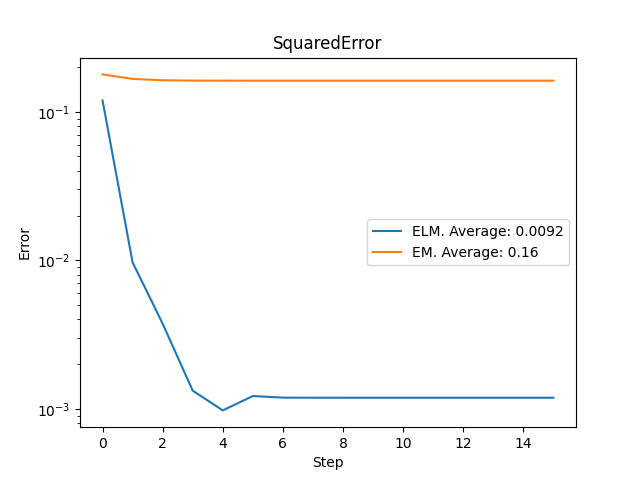 SquaredError
Error
10⁻¹
10⁻²
10⁻³
ELM. Average: 0.0092
EM. Average: 0.16
0 2 4 6 8 10 12 14
Step